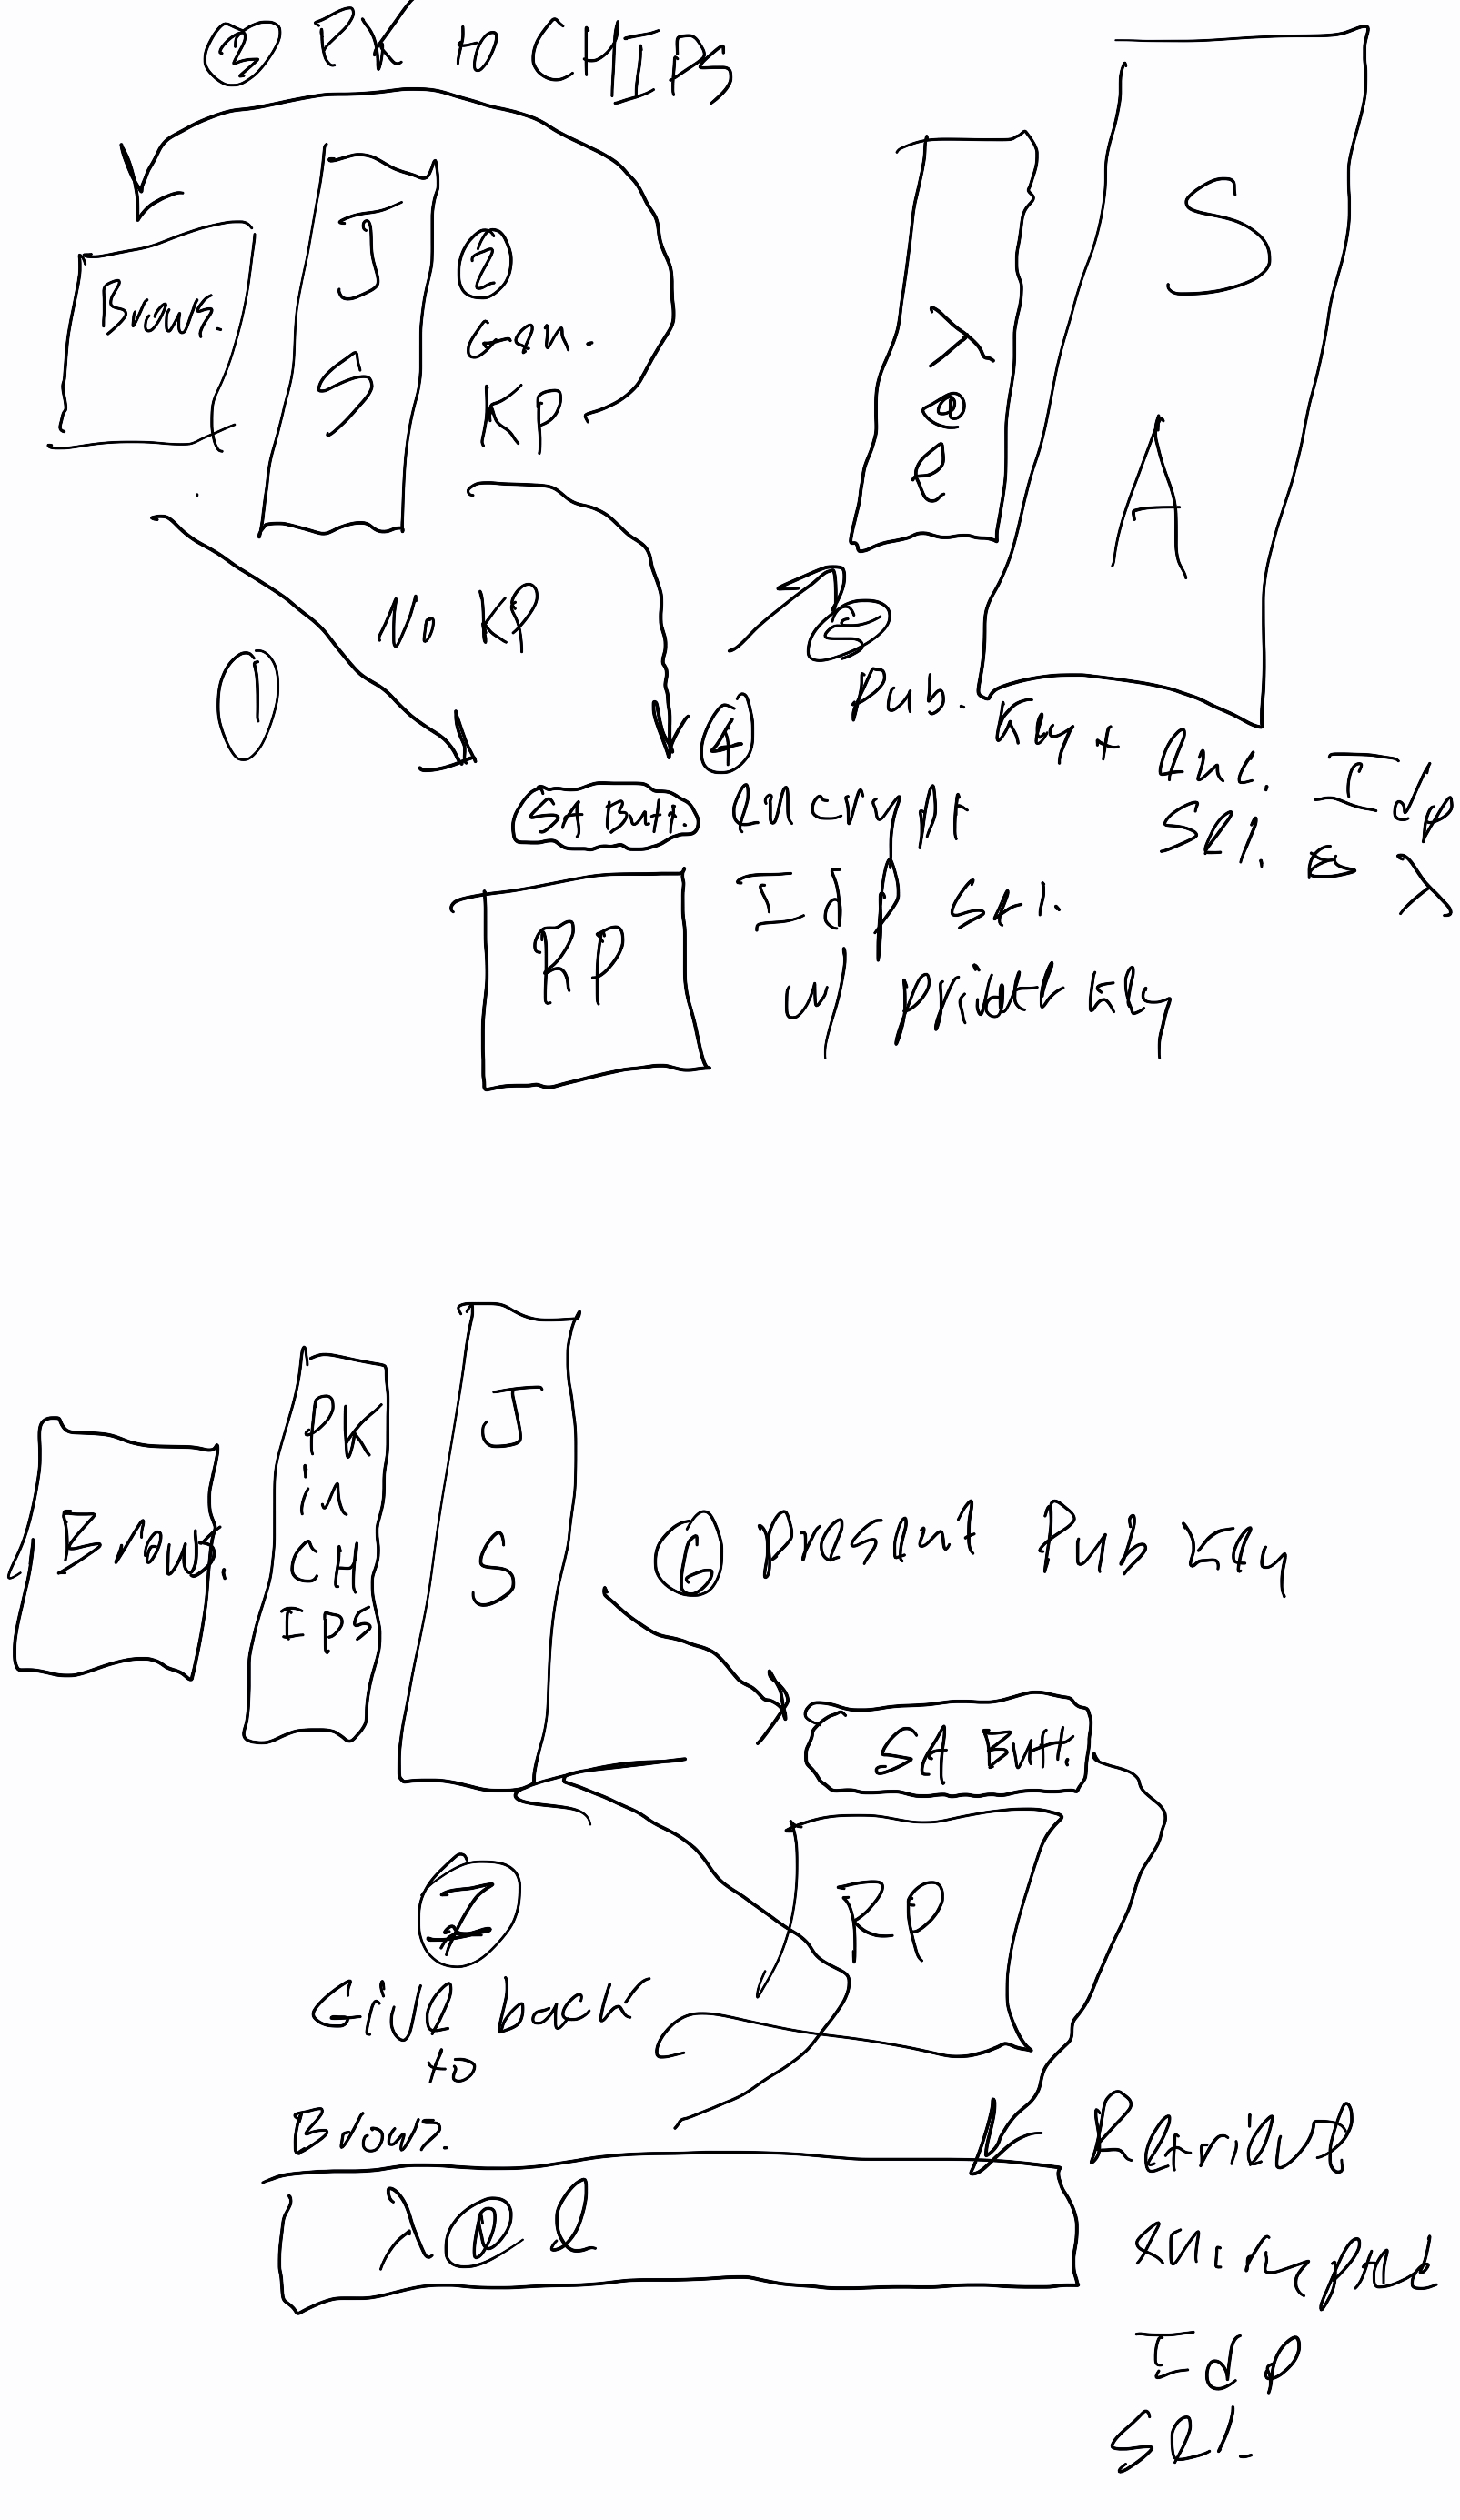 ③ PK to CHIPS
J
S
Brows.
② Gen.
KP
S
A
No KP
①
⑤
Pub.
Key + Enc. Idp
Sel.
④
SA Butt. encrypt
Idp Sel.
w/ private key
RP
J
S
PK
in
CH
IPS
Brows.
⑥ present Pub key
SA Butt.
RP
⑦
Give back
to
Brows.
Retrieve
encrypted
Idp
Sel.